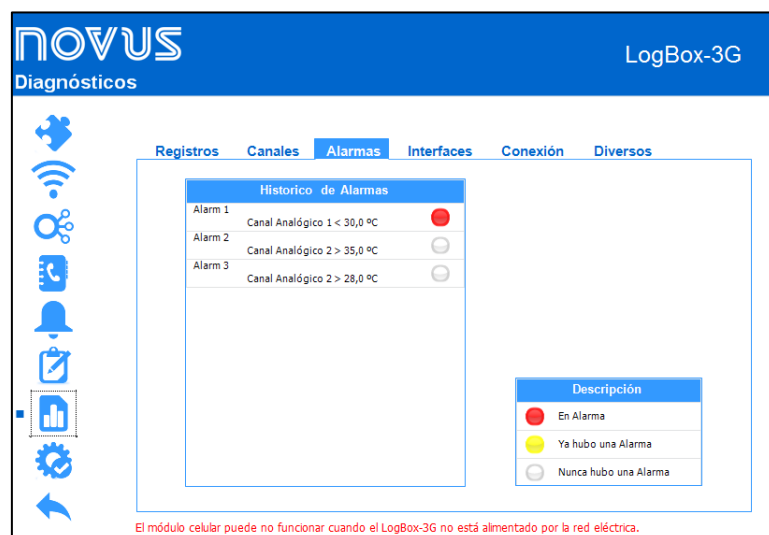 NOVUS
LogBox-3G
Diagnósticos
Registros Canales Alarmas Interfaces Conexión Diversos
Historico de Alarmas
Alarm 1
Canal Analógico 1 < 30,0 ºC
Alarm 2
Canal Analógico 2 > 35,0 ºC
Alarm 3
Canal Analógico 2 > 28,0 ºC
Descripción
En Alarma
Ya hubo una Alarma
Nunca hubo una Alarma
El módulo celular puede no funcionar cuando el LogBox-3G no está alimentado por la red eléctrica.